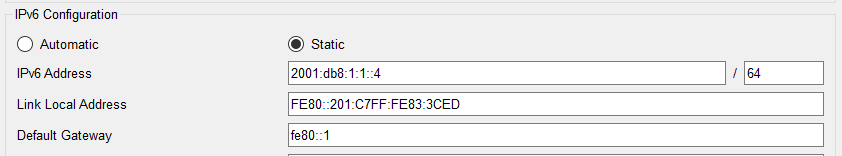 IPv6 Configuration
Automatic Static
IPv6 Address 2001:db8:1:1::4 / 64
Link Local Address FE80::201:C7FF:FE83:3CED
Default Gateway fe80::1